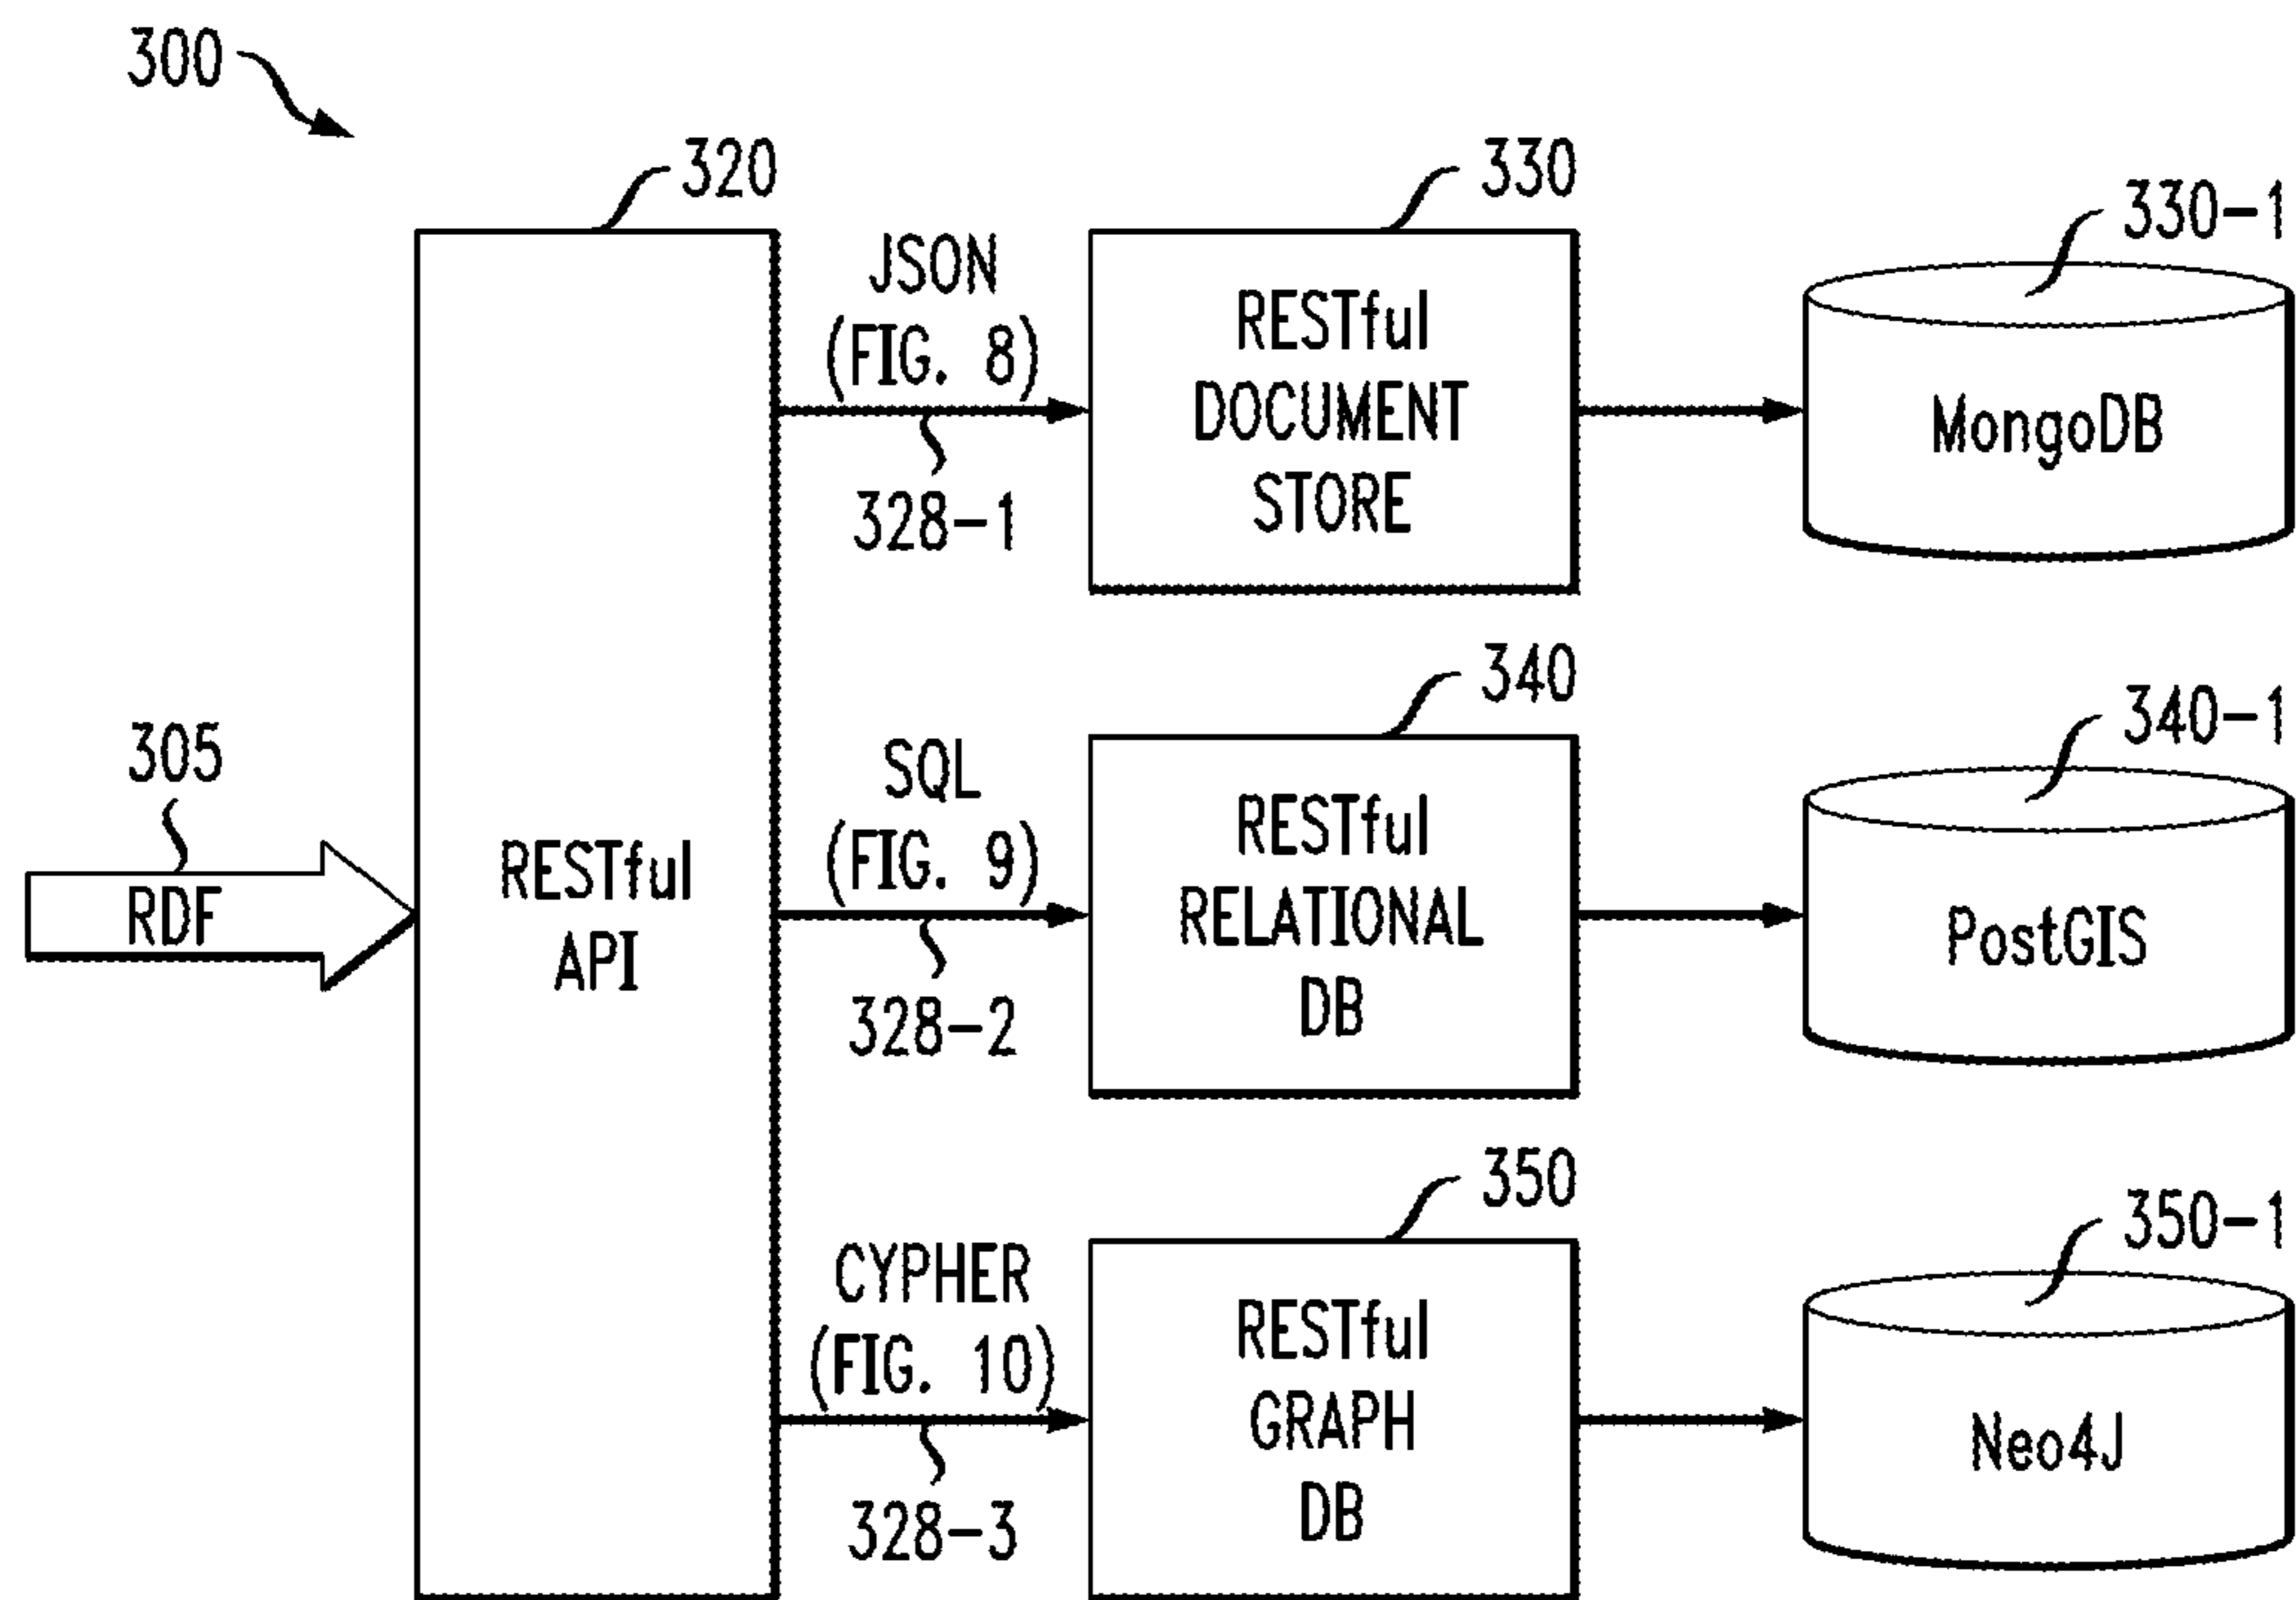 300
320
330
330-1
JSON
(FIG. 8)
328-1
RESTful
DOCUMENT
STORE
MongoDB
305
RDF
RESTful
API
340
340-1
SQL
(FIG. 9)
328-2
RESTful
RELATIONAL
DB
PostGIS
350
350-1
CYPHER
(FIG. 10)
328-3
RESTful
GRAPH
DB
Neo4J